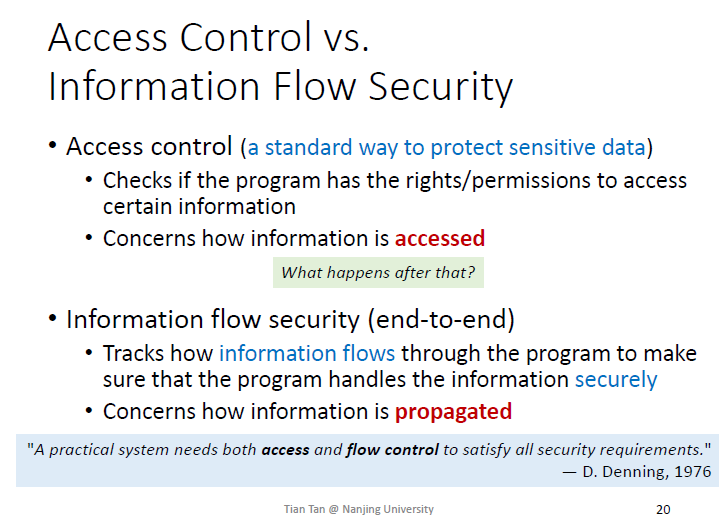 Access Control vs.
Information Flow Security
• Access control (a standard way to protect sensitive data)
• Checks if the program has the rights/permissions to access
certain information
• Concerns how information is accessed
What happens after that?
• Information flow security (end-to-end)
• Tracks how information flows through the program to make
sure that the program handles the information securely
• Concerns how information is propagated
"A practical system needs both access and flow control to satisfy all security requirements."
— D. Denning, 1976
Tian Tan @ Nanjing University
20